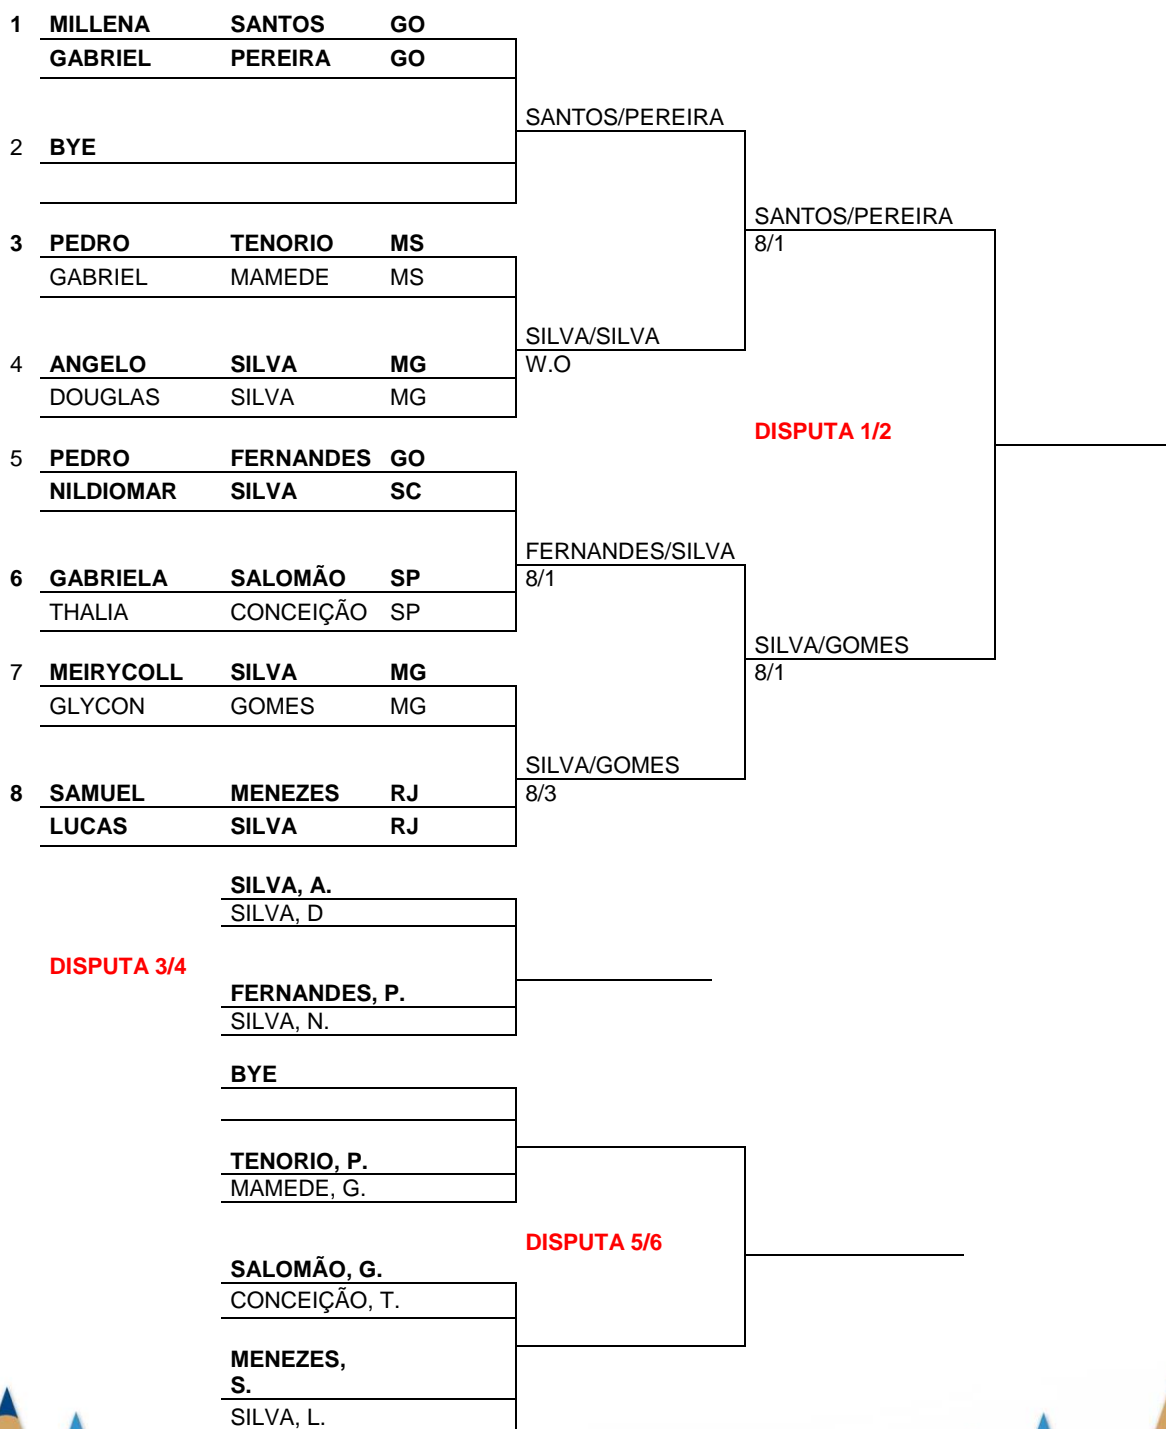 1 MILLENA SANTOS GO
GABRIEL PEREIRA GO
SANTOS/PEREIRA
2 BYE
SANTOS/PEREIRA
3 PEDRO TENORIO MS 8/1
GABRIEL MAMEDE MS
SILVA/SILVA
4 ANGELO SILVA MG W.O
DOUGLAS SILVA MG
DISPUTA 1/2
5 PEDRO FERNANDES GO
NILDIOMAR SILVA SC
FERNANDES/SILVA
6 GABRIELA SALOMÃO SP 8/1
THALIA CONCEIÇÃO SP
SILVA/GOMES
7 MEIRYCOLL SILVA MG 8/1
GLYCON GOMES MG
SILVA/GOMES
8 SAMUEL MENEZES RJ 8/3
LUCAS SILVA RJ
SILVA, A.
SILVA, D
DISPUTA 3/4
FERNANDES, P.
SILVA, N.
BYE
TENORIO, P.
MAMEDE, G.
DISPUTA 5/6
SALOMÃO, G.
CONCEIÇÃO, T.
MENEZES,
S.
SILVA, L.